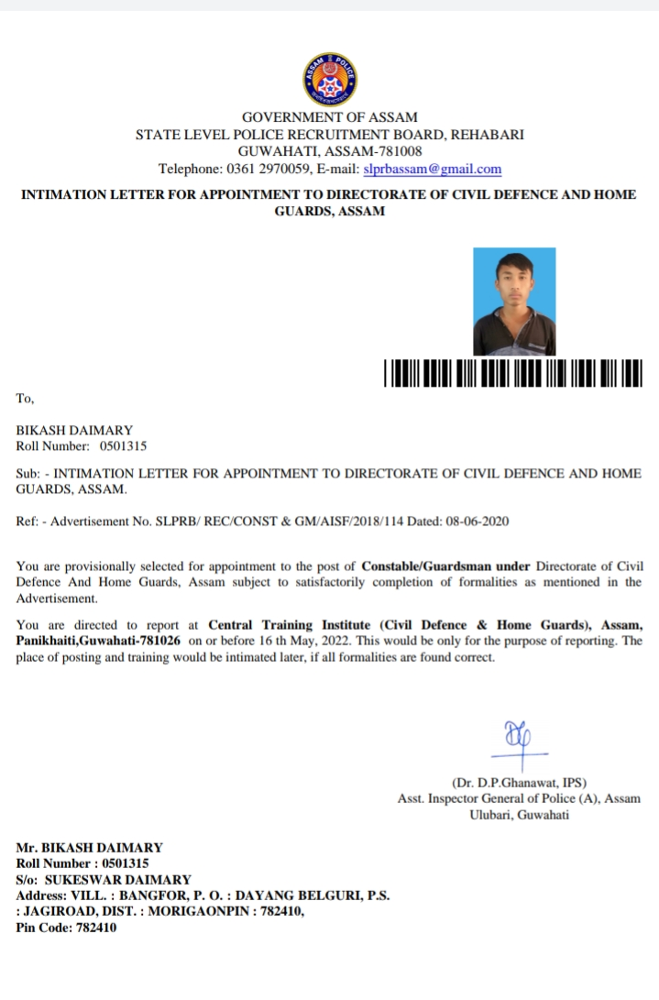 ASSAM POLICE
GOVERNMENT OF ASSAM
STATE LEVEL POLICE RECRUITMENT BOARD, REHABARI
GUWAHATI, ASSAM-781008
Telephone: 0361 2970059, E-mail: slprbassam@gmail.com
INTIMATION LETTER FOR APPOINTMENT TO DIRECTORATE OF CIVIL DEFENCE AND HOME
GUARDS, ASSAM
To,
BIKASH DAIMARY
Roll Number: 0501315
Sub: - INTIMATION LETTER FOR APPOINTMENT TO DIRECTORATE OF CIVIL DEFENCE AND HOME
GUARDS, ASSAM.
Ref: - Advertisement No. SLPRB/ REC/CONST & GM/AISF/2018/114 Dated: 08-06-2020
You are provisionally selected for appointment to the post of Constable/Guardsman under Directorate of Civil
Defence And Home Guards, Assam subject to satisfactorily completion of formalities as mentioned in the
Advertisement.
You are directed to report at Central Training Institute (Civil Defence & Home Guards), Assam,
Panikhaiti,Guwahati-781026 on or before 16 th May, 2022. This would be only for the purpose of reporting. The
place of posting and training would be intimated later, if all formalities are found correct.
(Dr. D.P.Ghanawat, IPS)
Asst. Inspector General of Police (A), Assam
Ulubari, Guwahati
Mr. BIKASH DAIMARY
Roll Number : 0501315
S/o: SUKESWAR DAIMARY
Address: VILL. : BANGFOR, P. O. : DAYANG BELGURI, P.S.
: JAGIROAD, DIST. : MORIGAONPIN : 782410,
Pin Code: 782410